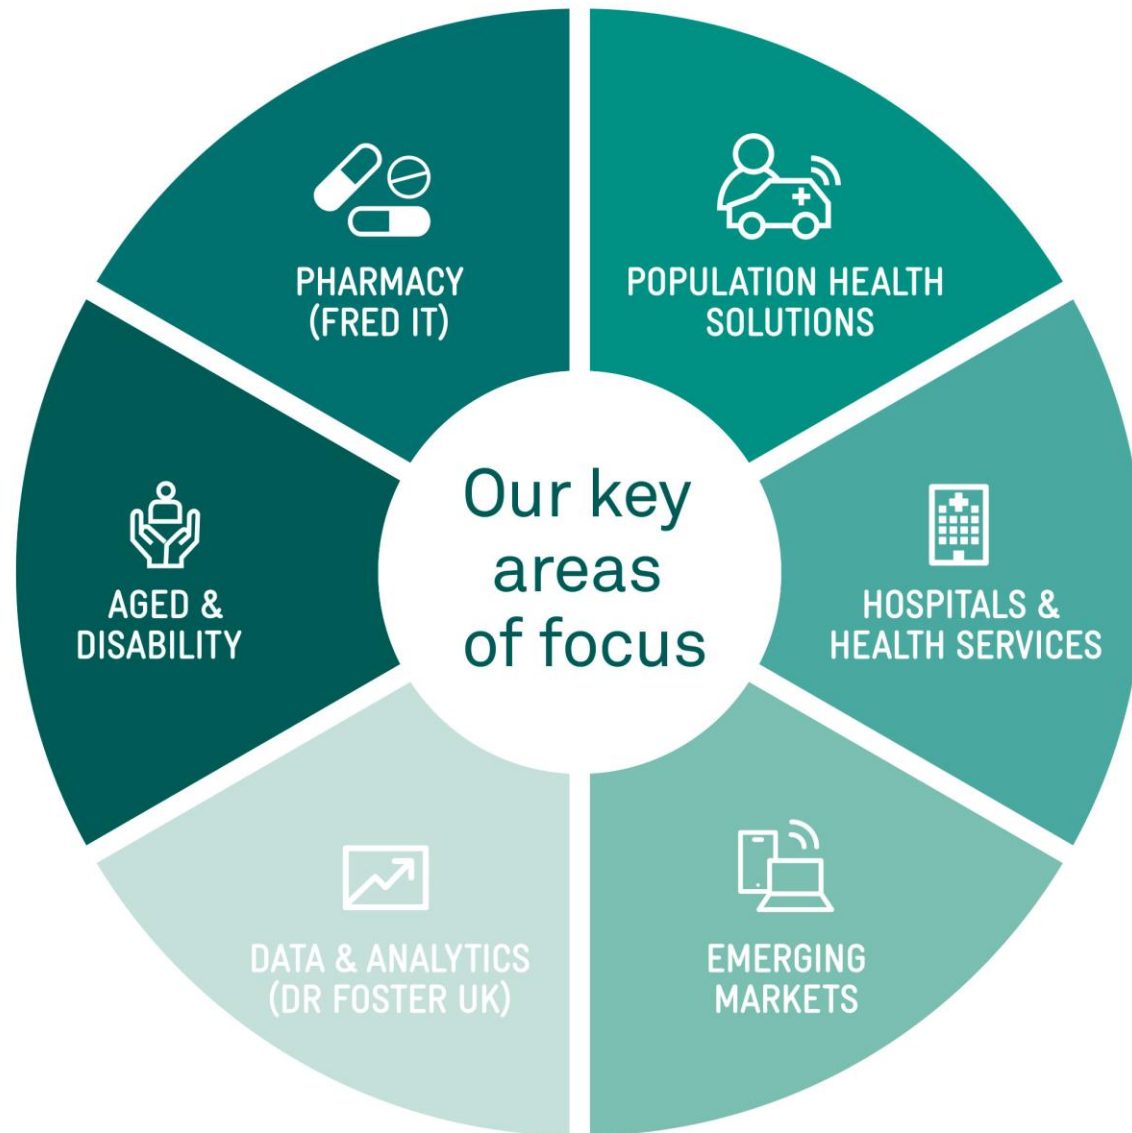 PHARMACY
(FRED IT)
POPULATION HEALTH
SOLUTIONS
Our key
areas
of focus
AGED &
DISABILITY
HOSPITALS &
HEALTH SERVICES
DATA & ANALYTICS
(DR FOSTER UK)
EMERGING
MARKETS